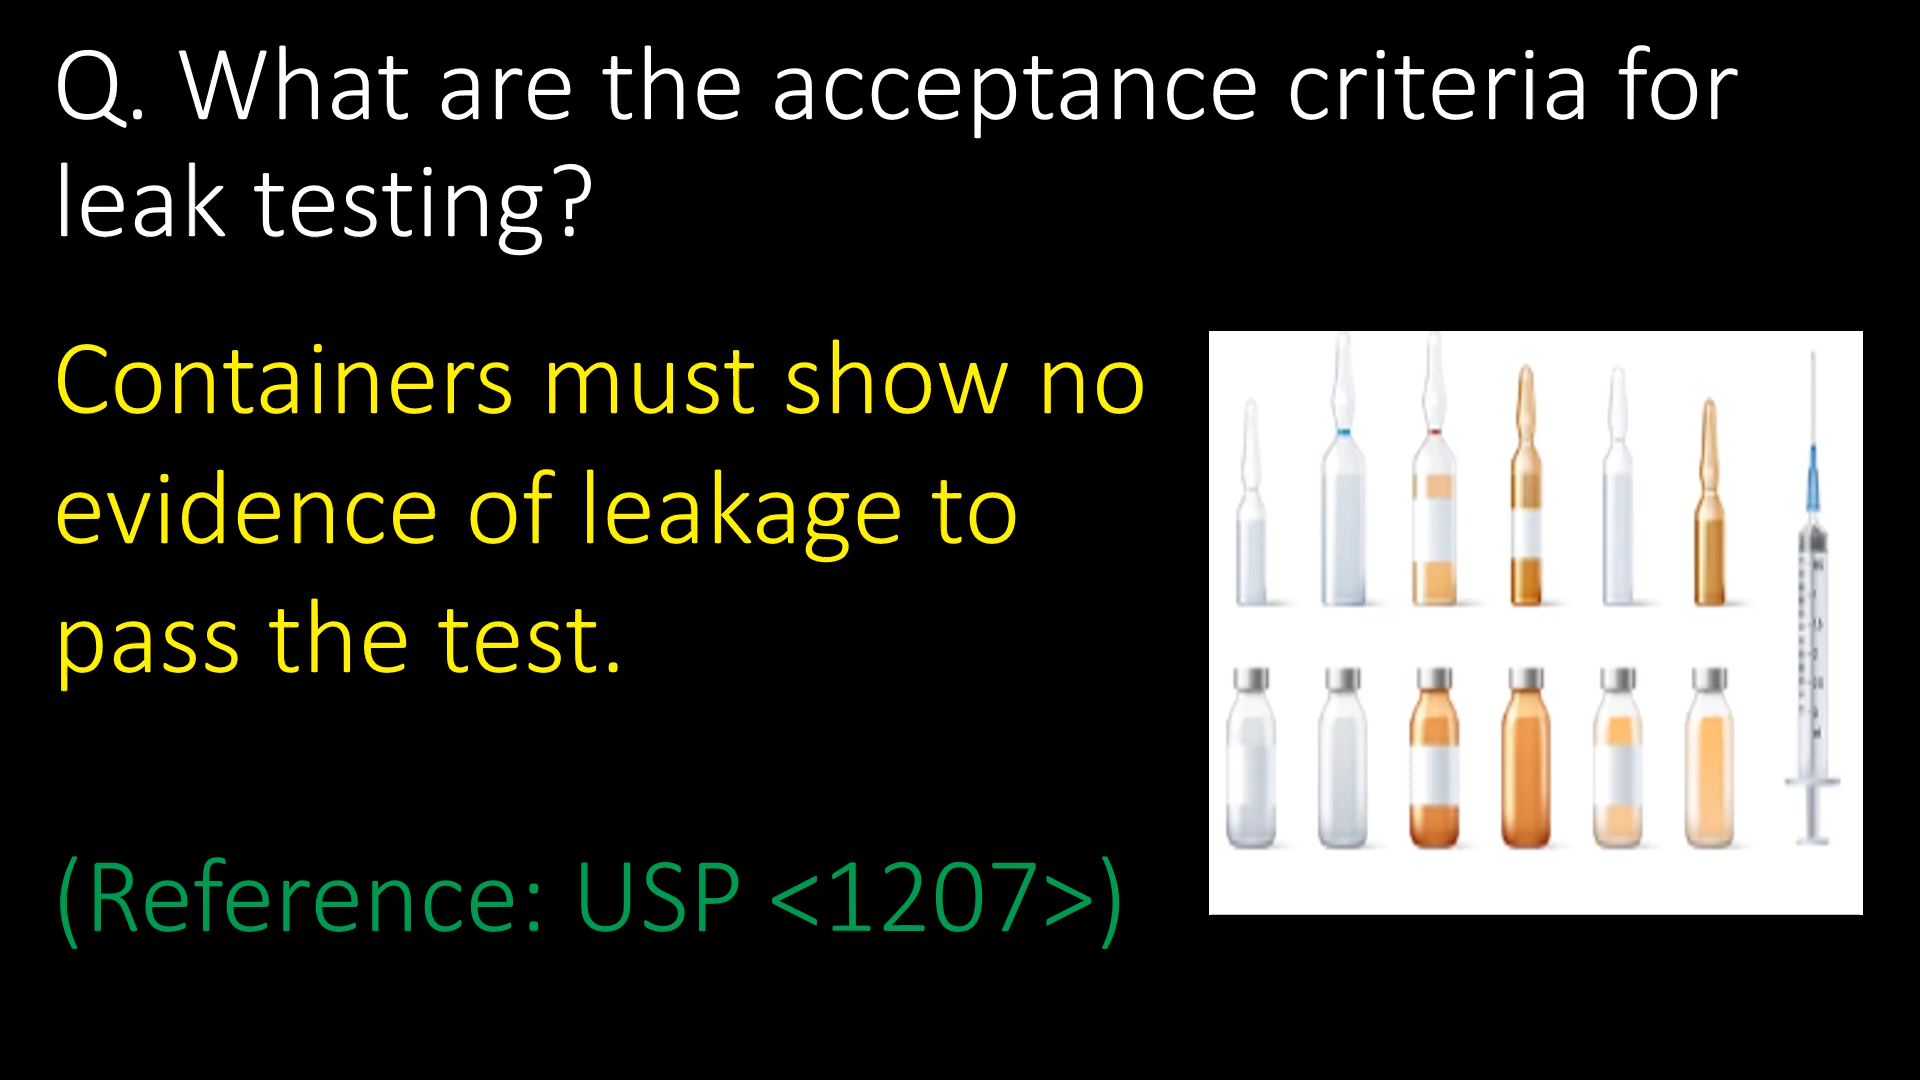 Q. What are the acceptance criteria for
leak testing?
Containers must show no
evidence of leakage to
pass the test.
(Reference: USP <1207>)